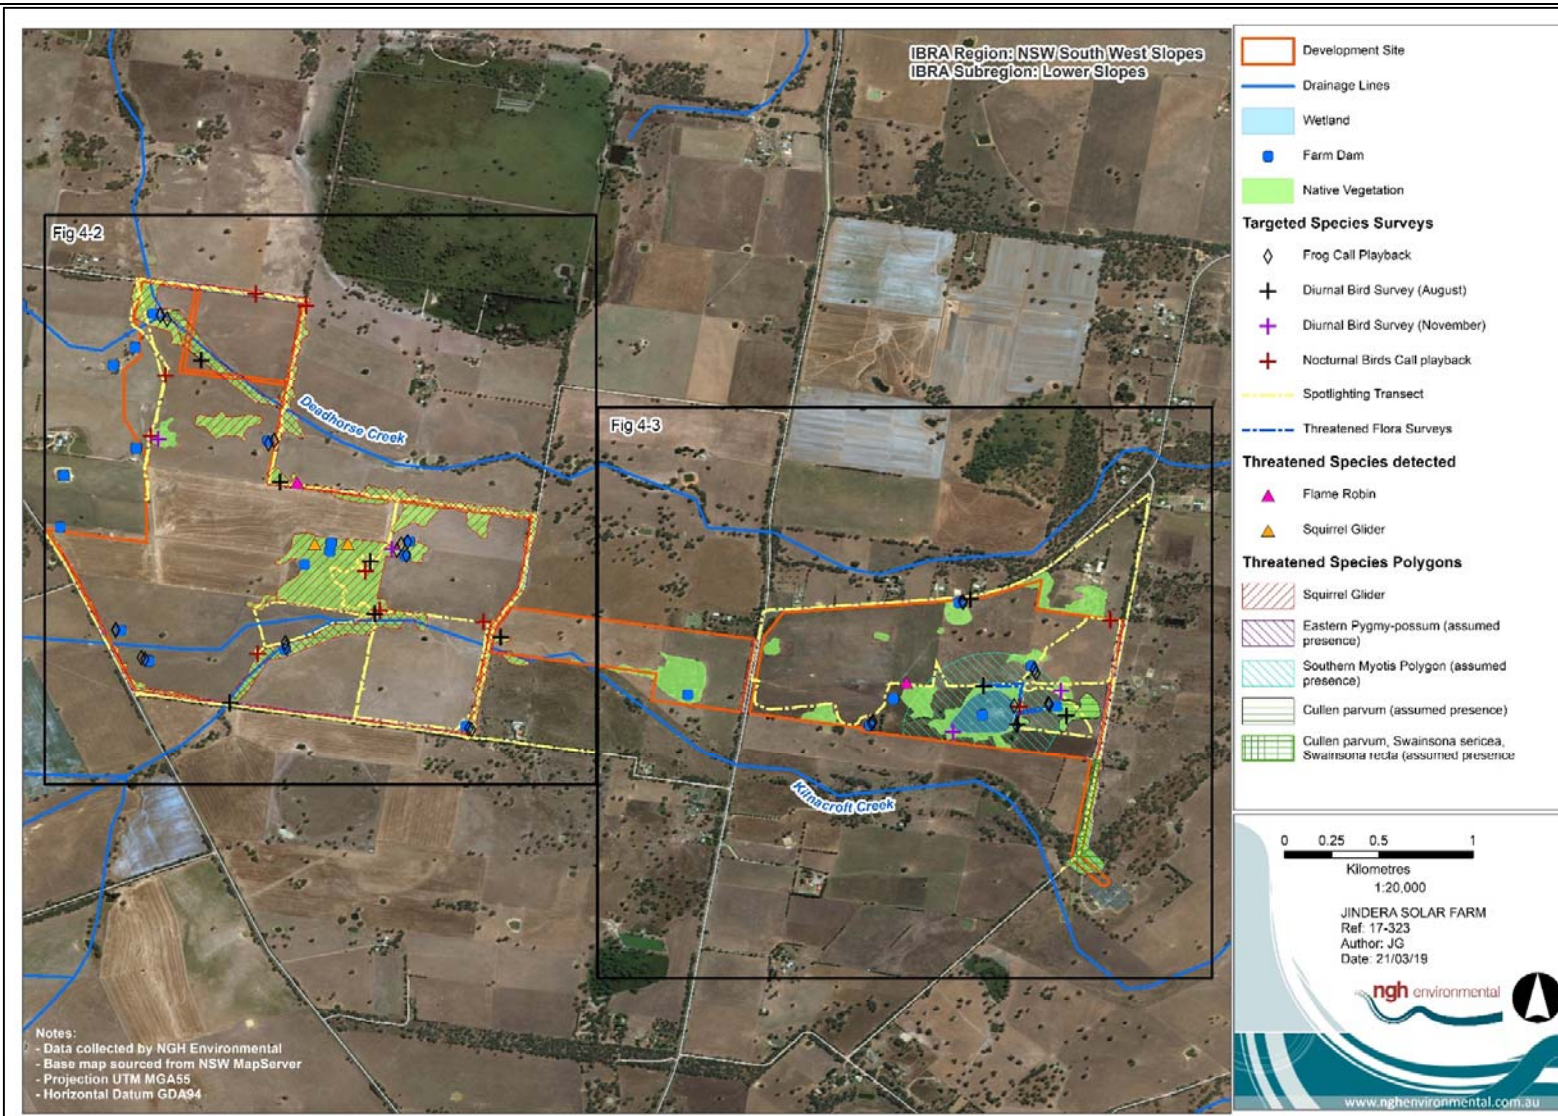 IBRA Region: NSW South West Slopes
IBRA Subregion: Lower Slopes
Fig 4-2
Deadhorse Creek
Fig 4-3
Kilnacroft Creek
Notes:
- Data collected by NGH Environmental
- Base map sourced from NSW MapServer
- Projection UTM MGA55
- Horizontal Datum GDA94
Development Site
Drainage Lines
Wetland
Farm Dam
Native Vegetation
Targeted Species Surveys
Frog Call Playback
Diurnal Bird Survey (August)
Diurnal Bird Survey (November)
Nocturnal Birds Call playback
Spotlighting Transect
Threatened Flora Surveys
Threatened Species detected
Flame Robin
Squirrel Glider
Threatened Species Polygons
Squirrel Glider
Eastern Pygmy-possum (assumed
presence)
Southern Myotis Polygon (assumed
presence)
Cullen parvum (assumed presence)
Cullen parvum, Swainsona sericea,
Swainsona recta (assumed presence
0 0.25 0.5 1
Kilometres
1:20,000
JINDERA SOLAR FARM
Ref: 17-323
Author: JG
Date: 21/03/19
ngh environmental
www.nghenvironmental.com.au